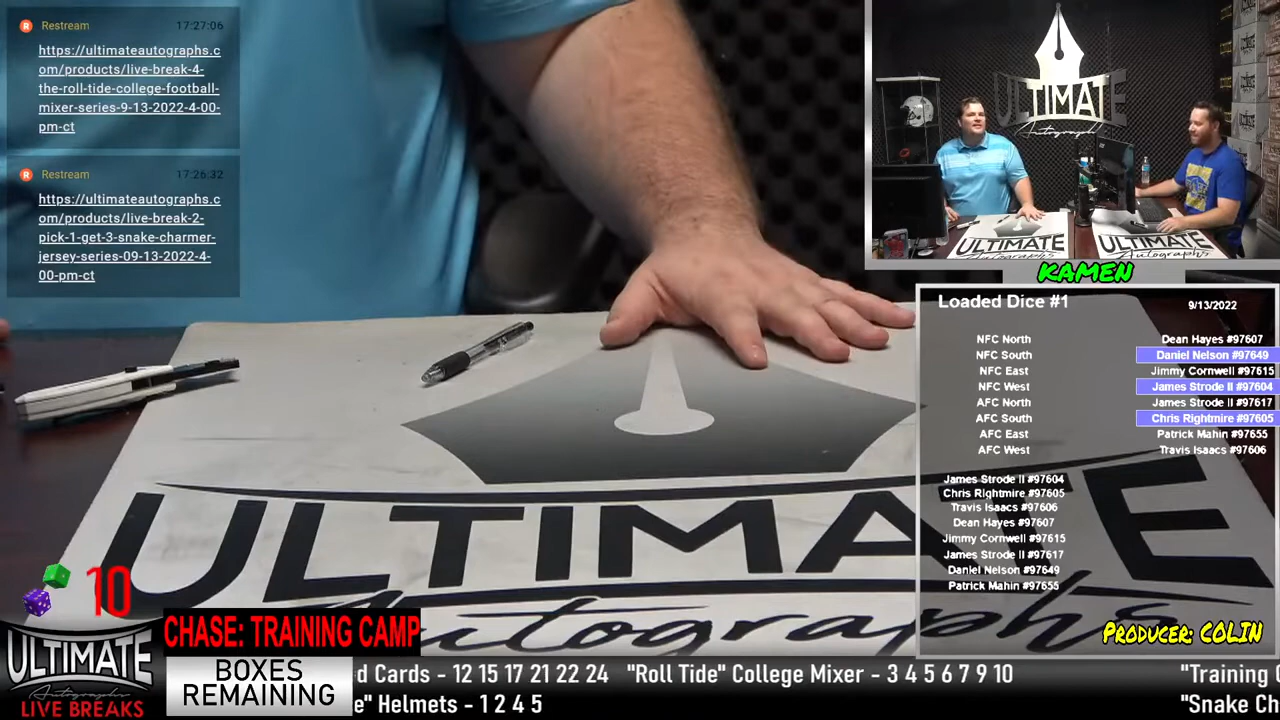 Restream 17:27:06
https://ultimateautographs.c
om/products/live-break-4-
the-roll-tide-college-football-
mixer-series-9-13-2022-4-00-
pm-ct
Restream 17:26:32
https://ultimateautographs.c
om/products/live-break-2-
pick-1-get-3-snake-charmer-
jersey-series-09-13-2022-4-
00-pm-ct
ULTIMATE
Autographs
ULTIMATE
Autographs
ULTIMATE
Autographs
KAMEN
Loaded Dice #1 9/13/2022
NFC North Dean Hayes #97607
NFC South Daniel Nelson #97649
NFC East Jimmy Cornwell #97615
NFC West James Strode II #97604
AFC North James Strode II #97617
AFC South Chris Rightmire #97605
AFC East Patrick Mahin #97655
AFC West Travis Isaacs #97606
James Strode II #97604
Chris Rightmire #97605
Travis Isaacs #97606
Dean Hayes #97607
Jimmy Cornwell #97615
James Strode II #97617
Daniel Nelson #97649
Patrick Mahin #97655
Producer: COLIN
ULTIMATE
Autographs
10
ULTIMATE
Autographs
LIVE BREAKS
CHASE: TRAINING CAMP
BOXES
REMAINING
d Cards - 12 15 17 21 22 24 "Roll Tide" College Mixer - 3 4 5 6 7 9 10 "Training
e" Helmets - 1 2 4 5 "Snake Ch